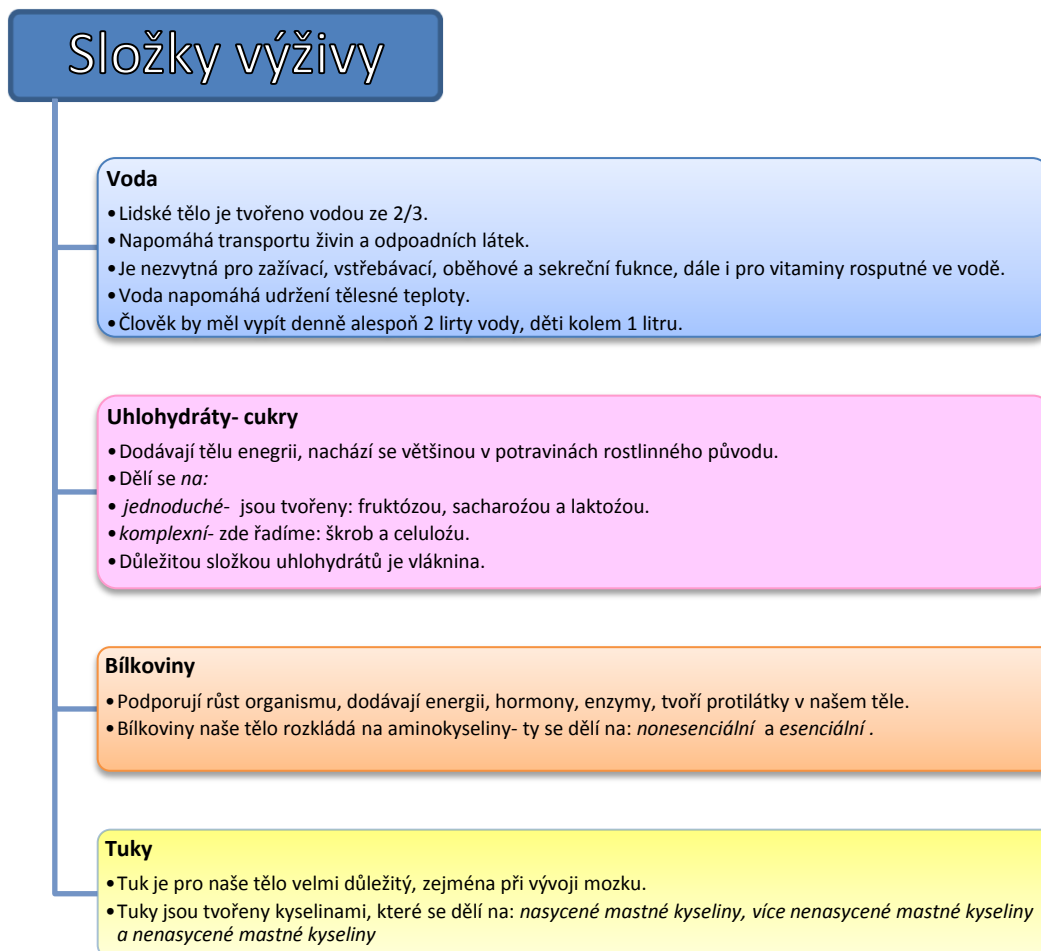 Složky výživy
Voda
•Lidské tělo je tvořeno vodou ze 2/3.
•Napomáhá transportu živin a odpoadních látek.
•Je nezvytná pro zažívací, vstřebávací, oběhové a sekreční fuknce, dále i pro vitaminy rosputné ve vodě.
•Voda napomáhá udržení tělesné teploty.
•Člověk by měl vypít denně alespoň 2 lirty vody, děti kolem 1 litru.
Uhlohydráty- cukry
•Dodávají tělu enegrii, nachází se většinou v potravinách rostlinného původu.
•Dělí se na:
• jednoduché- jsou tvořeny: fruktózou, sacharoźou a laktoźou.
•komplexní- zde řadíme: škrob a celuloźu.
•Důležitou složkou uhlohydrátů je vláknina.
Bílkoviny
•Podporují růst organismu, dodávají energii, hormony, enzymy, tvoří protilátky v našem těle.
•Bílkoviny naše tělo rozkládá na aminokyseliny- ty se dělí na: nonesenciální a esenciální .
Tuky
•Tuk je pro naše tělo velmi důležitý, zejména při vývoji mozku.
•Tuky jsou tvořeny kyselinami, které se dělí na: nasycené mastné kyseliny, více nenasycené mastné kyseliny
a nenasycené mastné kyseliny